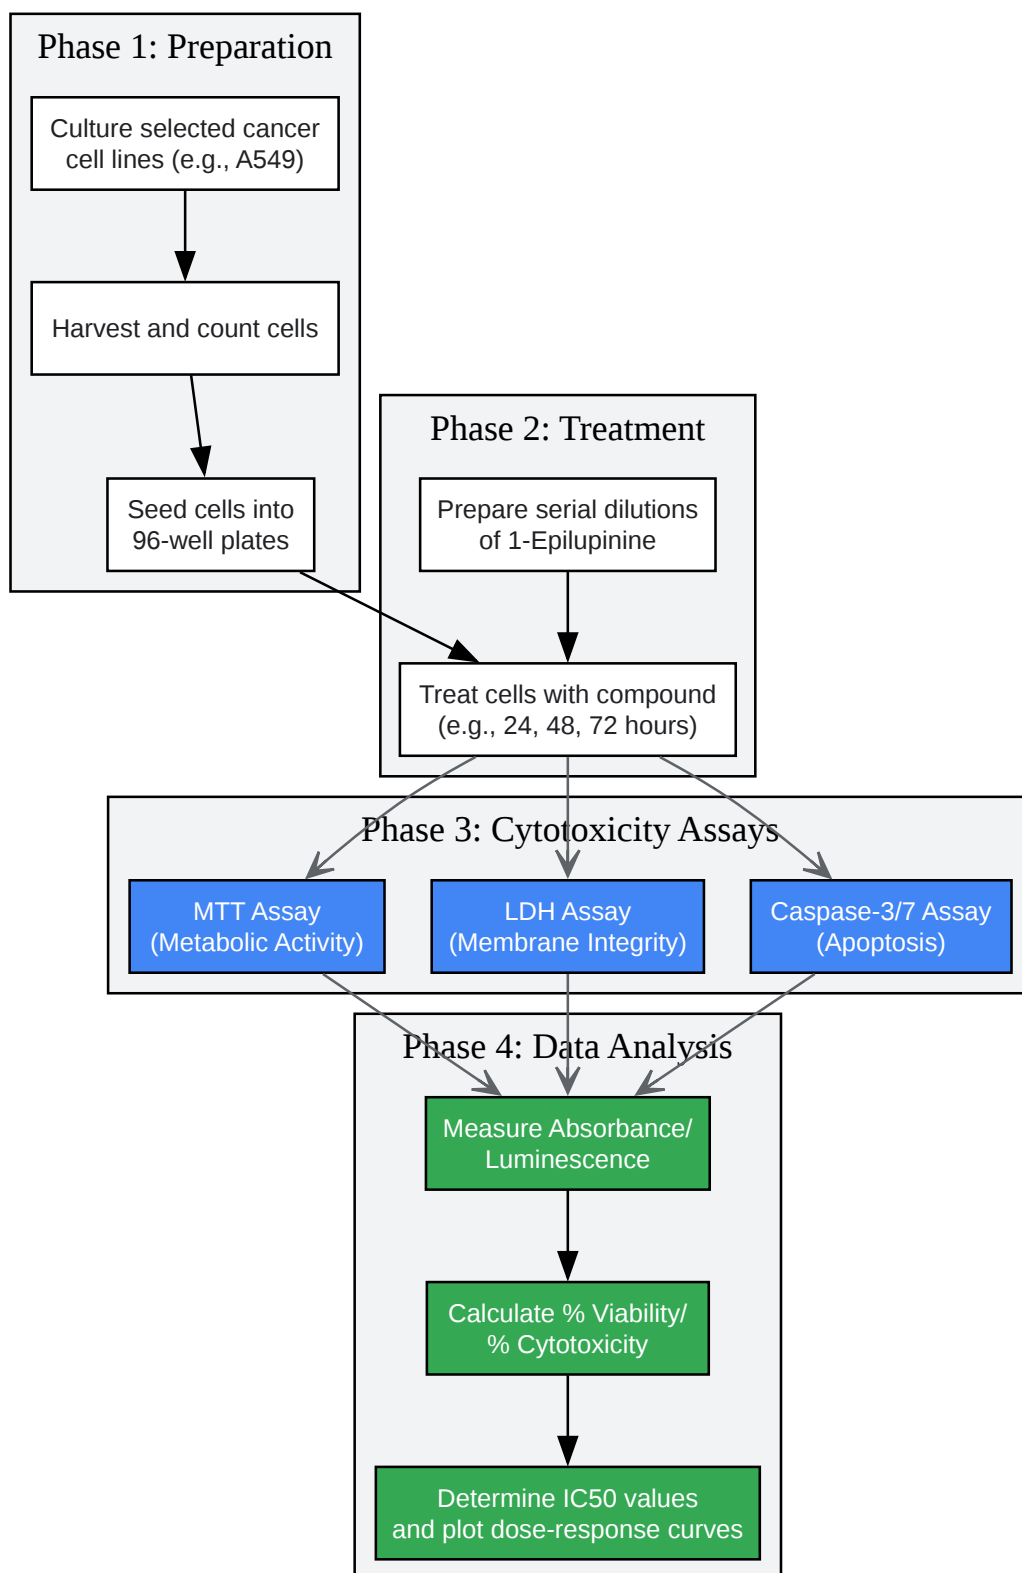 Phase 1: Preparation
Culture selected cancer
cell lines (e.g., A549)
Harvest and count cells
Seed cells into
96-well plates
Phase 2: Treatment
Prepare serial dilutions
of 1-Epilupinine
Treat cells with compound
(e.g., 24, 48, 72 hours)
Phase 3: Cytotoxicity Assays
MTT Assay
(Metabolic Activity)
LDH Assay
(Membrane Integrity)
Caspase-3/7 Assay
(Apoptosis)
Phase 4: Data Analysis
Measure Absorbance/
Luminescence
Calculate % Viability/
% Cytotoxicity
Determine IC50 values
and plot dose-response curves